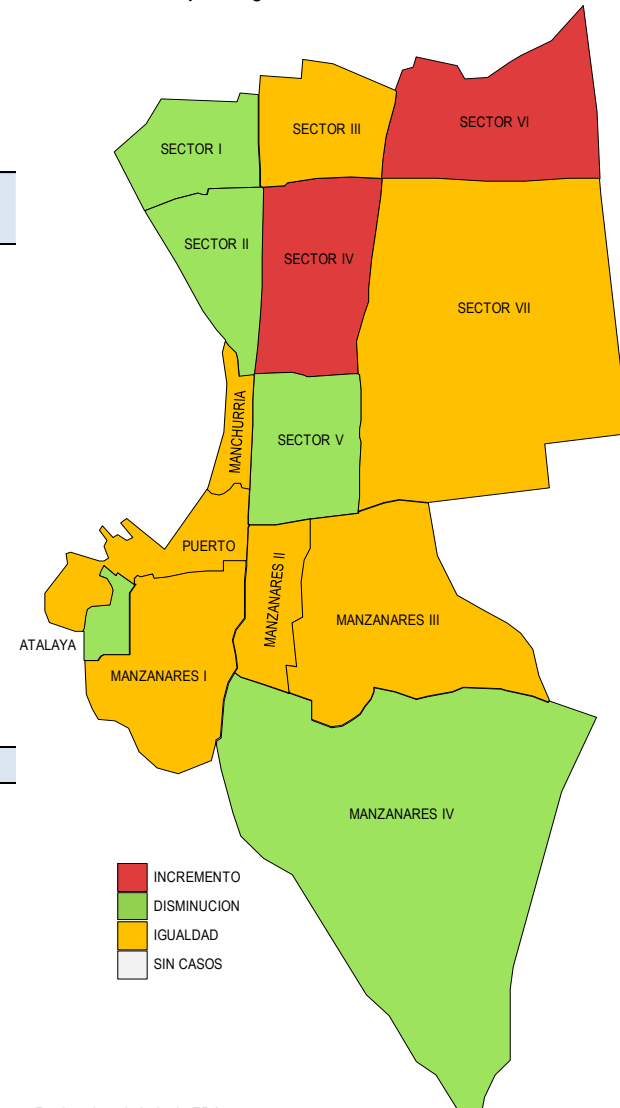 SECTOR VI
SECTOR III
SECTOR I
SECTOR II
SECTOR IV
SECTOR VII
MANCHURRIA
SECTOR V
PUERTO
MANZANARES II
MANZANARES III
ATALAYA
MANZANARES I
MANZANARES IV
INCREMENTO
DISMINUCION
IGUALDAD
SIN CASOS